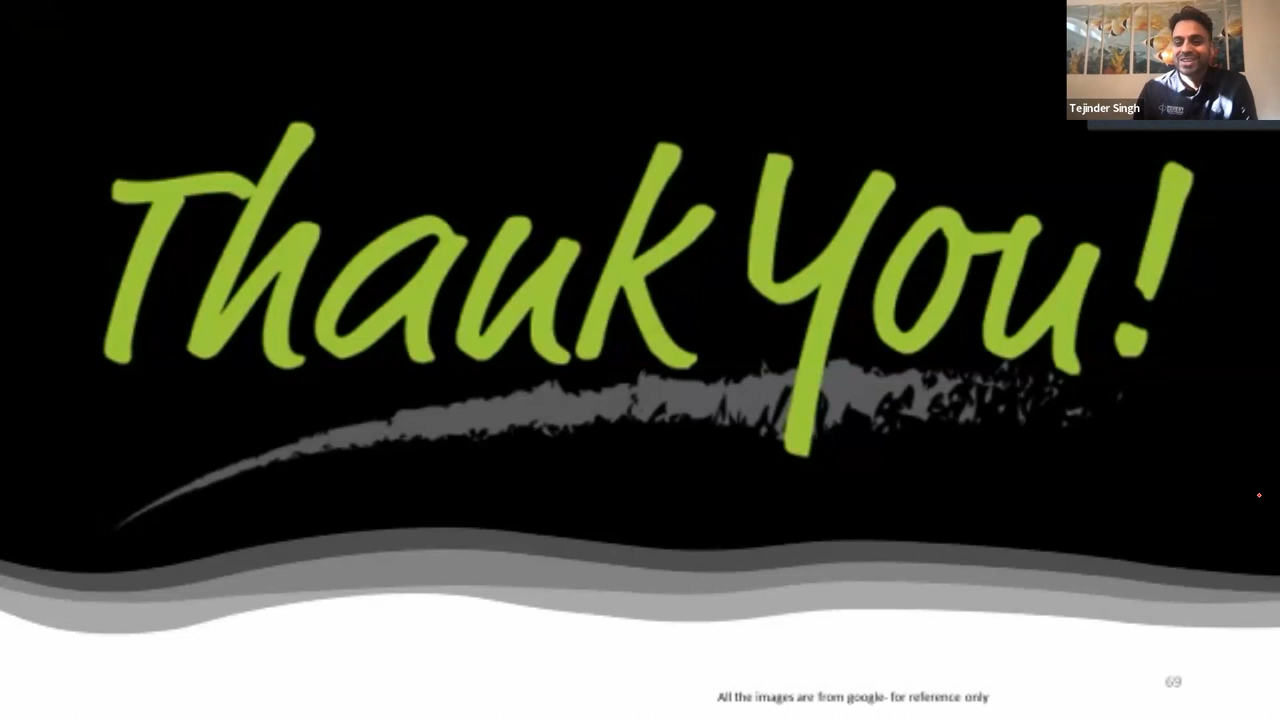 Tejinder Singh
Thank You!
69
All the images are from google- for reference only